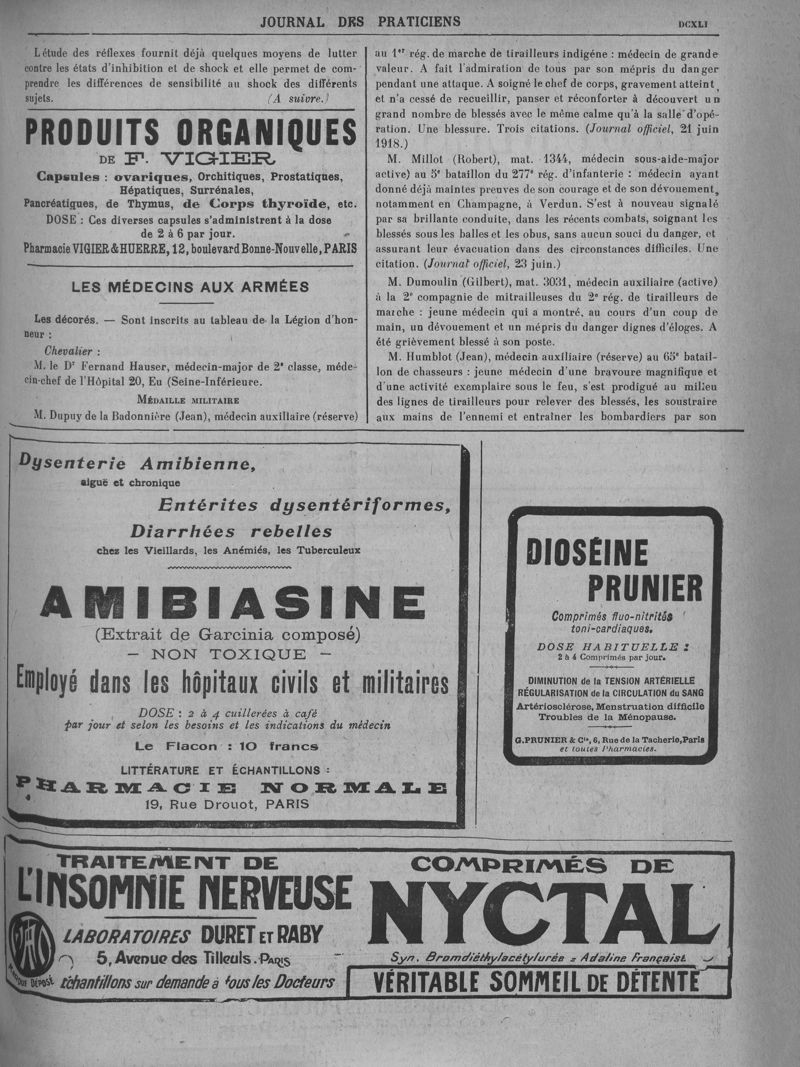 JOURNAL DES PRATICIENS
DCXLI
L'étude des réflexes fournit déjà quelques moyens de lutter
contre les états d'inhibition et de shock et elle permet de com-
prendre les différences de sensibilité au shock des différents
sujets. (A suivre.)
PRODUITS ORGANIQUES
DE F. VIGIER
Capsules : ovariques, Orchitiques, Prostatiques,
Hépatiques, Surrénales,
Pancréatiques, de Thymus, de Corps thyroïde, etc.
DOSE : Ces diverses capsules s'administrent à la dose
de 2 à 6 par jour.
Pharmacie VIGIER & HUERRE, 12, boulevard Bonne-Nouvelle, PARIS
LES MÉDECINS AUX ARMÉES
Les décorés. — Sont inscrits au tableau de la Légion d'hon-
neur :
Chevalier :
M. le Dr Fernand Hauser, médecin-major de 2e classe, méde-
cin-chef de l'Hôpital 20, Eu (Seine-Inférieure.
MÉDAILLE MILITAIRE
M. Dupuy de la Badonnière (Jean), médecin auxillaire (réserve)
au 1er rég. de marche de tirailleurs indigéne : médecin de grande
valeur. A fait l'admiration de tous par son mépris du danger
pendant une attaque. A soigné le chef de corps, gravement atteint,
et n'a cessé de recueillir, panser et réconforter à découvert un
grand nombre de blessés avec le même calme qu'à la salle d'opé-
ration. Une blessure. Trois citations. (Journal officiel, 21 juin
1918.)
M. Millot (Robert), mat. 1344, médecin sous-aide-major
active) au 5e bataillon du 277e rég. d'infanterie : médecin ayant
donné déjà maintes preuves de son courage et de son dévouement,
notamment en Champagne, à Verdun. S'est à nouveau signalé
par sa brillante conduite, dans les récents combats, soignant les
blessés sous les balles et les obus, sans aucun souci du danger, et
assurant leur évacuation dans des circonstances difficiles. Une
citation. (Journal officiel, 23 juin.)
M. Dumoulin (Gilbert), mat. 3031, médecin auxiliaire (active)
à la 2e compagnie de mitrailleuses du 2e rég. de tirailleurs de
marche : jeune médecin qui a montré, au cours d'un coup de
main, un dévouement et un mépris du danger dignes d'éloges. A
été grièvement blessé à son poste.
M. Humblot (Jean), médecin auxiliaire (réserve) au 65e batail-
lon de chasseurs : jeune médecin d'une bravoure magnifique et
d'une activité exemplaire sous le feu, s'est prodigué au milieu
des lignes de tirailleurs pour relever des blessés, les soustraire
aux mains de l'ennemi et entraîner les bombardiers par son
Dysenterie Amibienne,
aiguë et chronique
Entérites dysentériformes,
Diarrhées rebelles
chez les Vieillards, les Anémiés, les Tuberculeux
AMIBIASINE
(Extrait de Garcinia composé)
— NON TOXIQUE —
Employé dans les hôpitaux civils et militaires
DOSE : 2 à 4 cuillerées à café
par jour et selon les besoins et les indications du médecin
Le Flacon : 10 francs
LITTÉRATURE ET ÉCHANTILLONS :
PHARMACIE NORMALE
19, Rue Drouot, PARIS
DIOSÉINE
PRUNIER
Comprimés fluo-nitrités
toni-cardiaques.
DOSE HABITUELLE :
2 à 4 Comprimés par jour.
DIMINUTION de la TENSION ARTÉRIELLE
RÉGULARISATION de la CIRCULATION du SANG
Artériosclérose, Menstruation difficile
Troubles de la Ménopause.
G. PRUNIER & Cie, 6, Rue de la Tacherie, Paris
et toutes Pharmacies.
TRAITEMENT DE
L'INSOMNIE NERVEUSE
LABORATOIRES DURET ET RABY
5, Avenue des Tilleuls. PARIS
échantillons sur demande à tous les Docteurs
COMPRIMÉS DE
NYCTAL
Syn. Bromdiéthylacétylurée = Adaline Française
VÉRITABLE SOMMEIL DE DÉTENTE